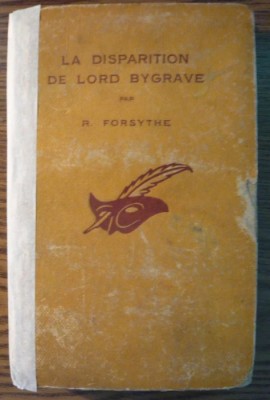 LA DISPARITION
DE LORD BYGRAVE
PAR
R. FORSYTHE